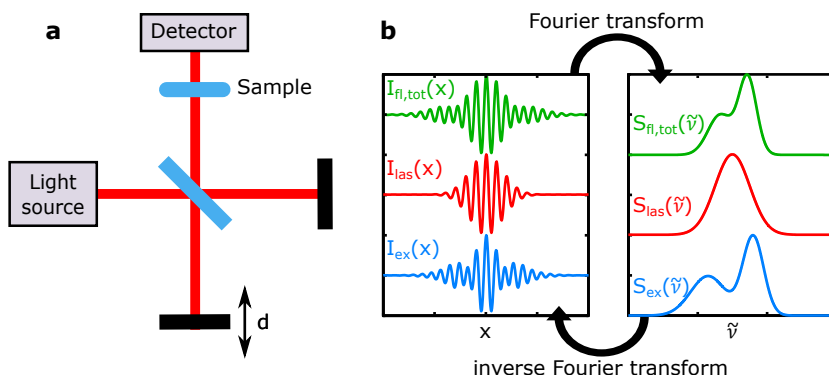 a
Detector
Sample
Light
source
d
b
Fourier transform
I_fl,tot(x)
I_las(x)
I_ex(x)
x
S_fl,tot(ν̃)
S_las(ν̃)
S_ex(ν̃)
ν̃
inverse Fourier transform